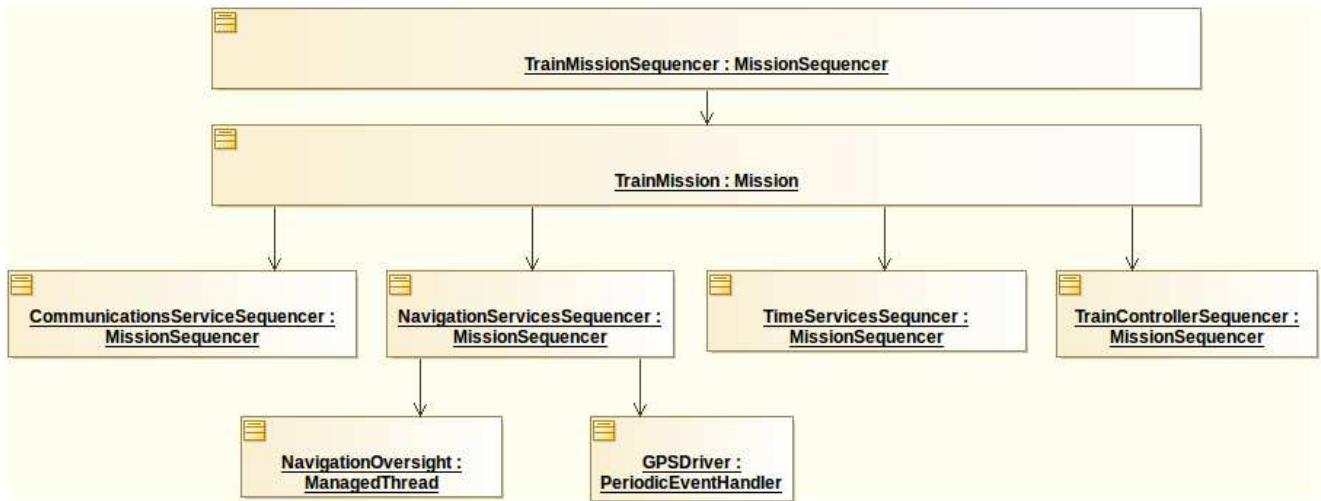 TrainMissionSequencer : MissionSequencer
TrainMission : Mission
CommunicationsServiceSequencer :
MissionSequencer
NavigationServicesSequencer :
MissionSequencer
TimeServicesSequncer :
MissionSequencer
TrainControllerSequencer :
MissionSequencer
NavigationOversight :
ManagedThread
GPSDriver :
PeriodicEventHandler